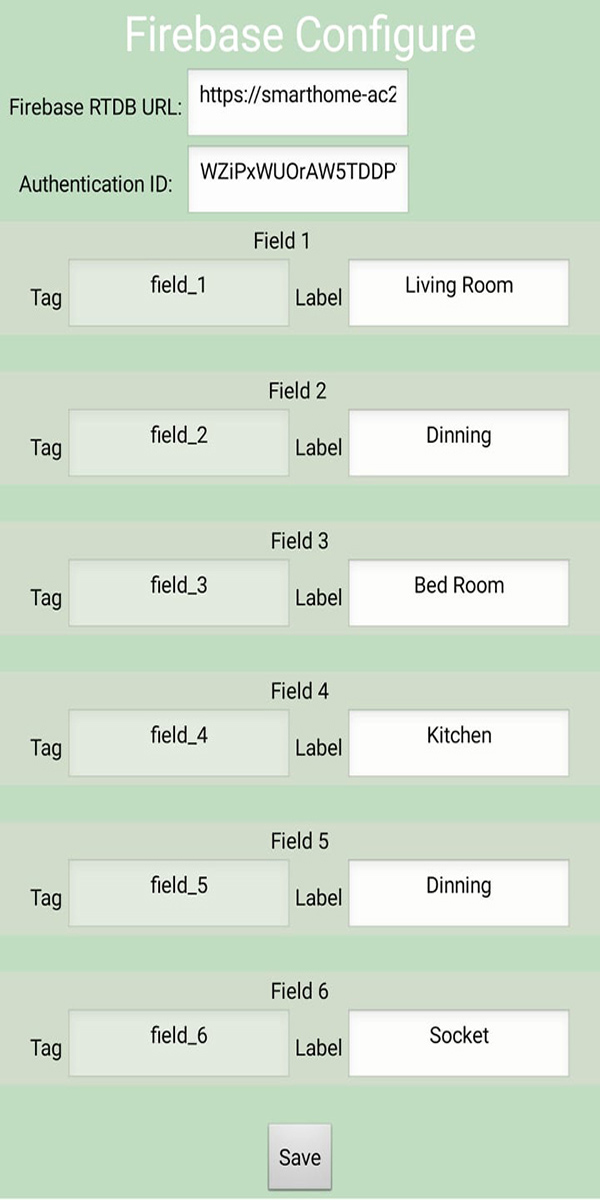 Firebase Configure
Firebase RTDB URL: https://smarthome-ac2
Authentication ID: WZiPxWUOrAW5TDDP
Field 1
Tag field_1 Label Living Room
Field 2
Tag field_2 Label Dinning
Field 3
Tag field_3 Label Bed Room
Field 4
Tag field_4 Label Kitchen
Field 5
Tag field_5 Label Dinning
Field 6
Tag field_6 Label Socket
Save